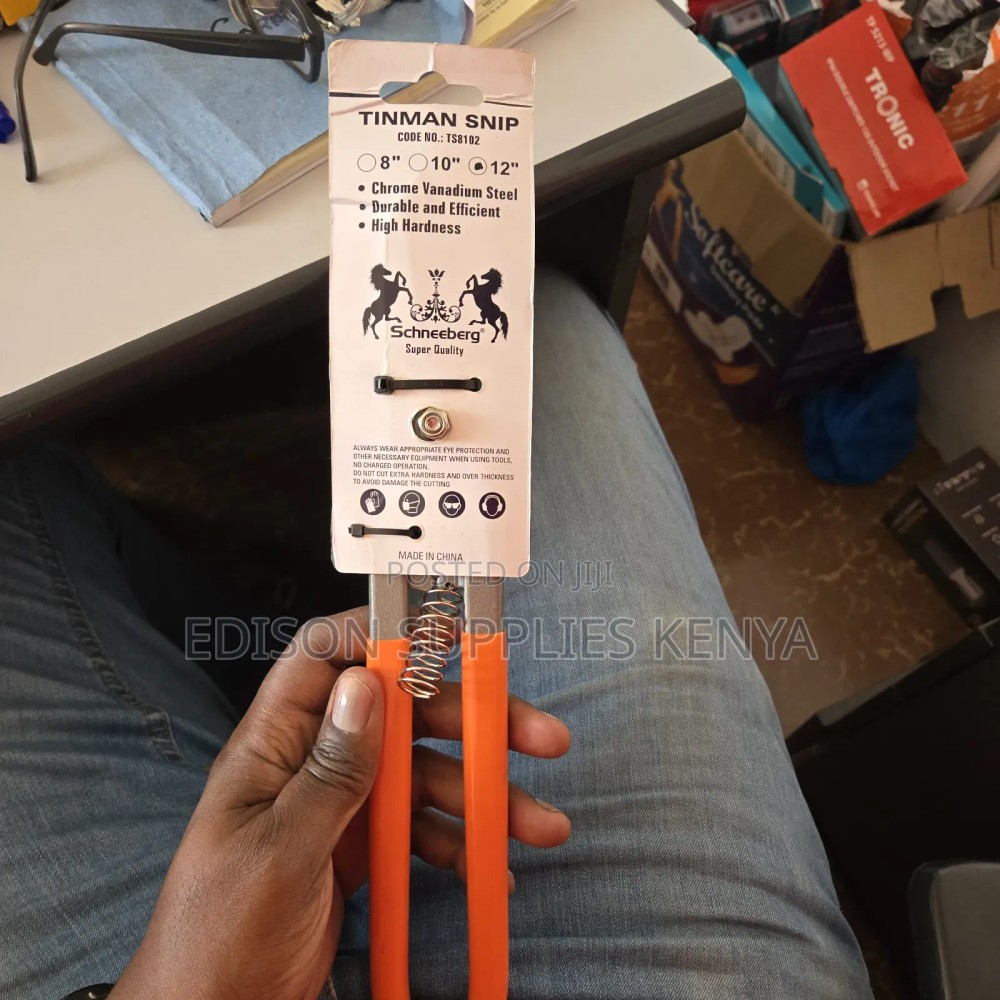 TINMAN SNIP
CODE NO.: TS8102
8" 10" 12"
• Chrome Vanadium Steel
• Durable and Efficient
• High Hardness
Schneeberg®
Super Quality
ALWAYS WEAR APPROPRIATE EYE PROTECTION AND
OTHER NECESSARY EQUIPMENT WHEN USING TOOLS,
NO CHARGED OPERATION.
DO NOT CUT EXTRA HARDNESS AND OVER THICKNESS
TO AVOID DAMAGE THE CUTTING
MADE IN CHINA
POSTED ON JIJI
EDISON SUPPLIES KENYA
TRONIC
TP 5213-WP
Softcare